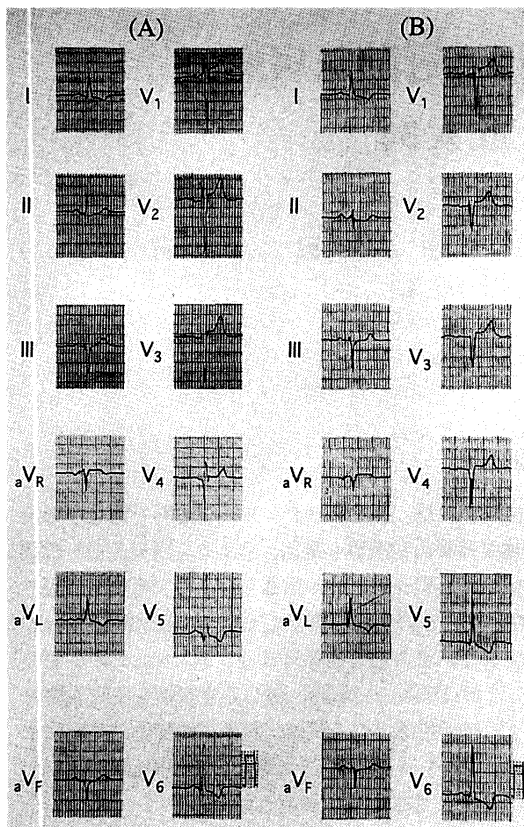 (A) (B)
I V1 I V1
II V2 II V2
III V3 III V3
aVR V4 aVR V4
aVL V5 aVL V5
aVF V6 aVF V6